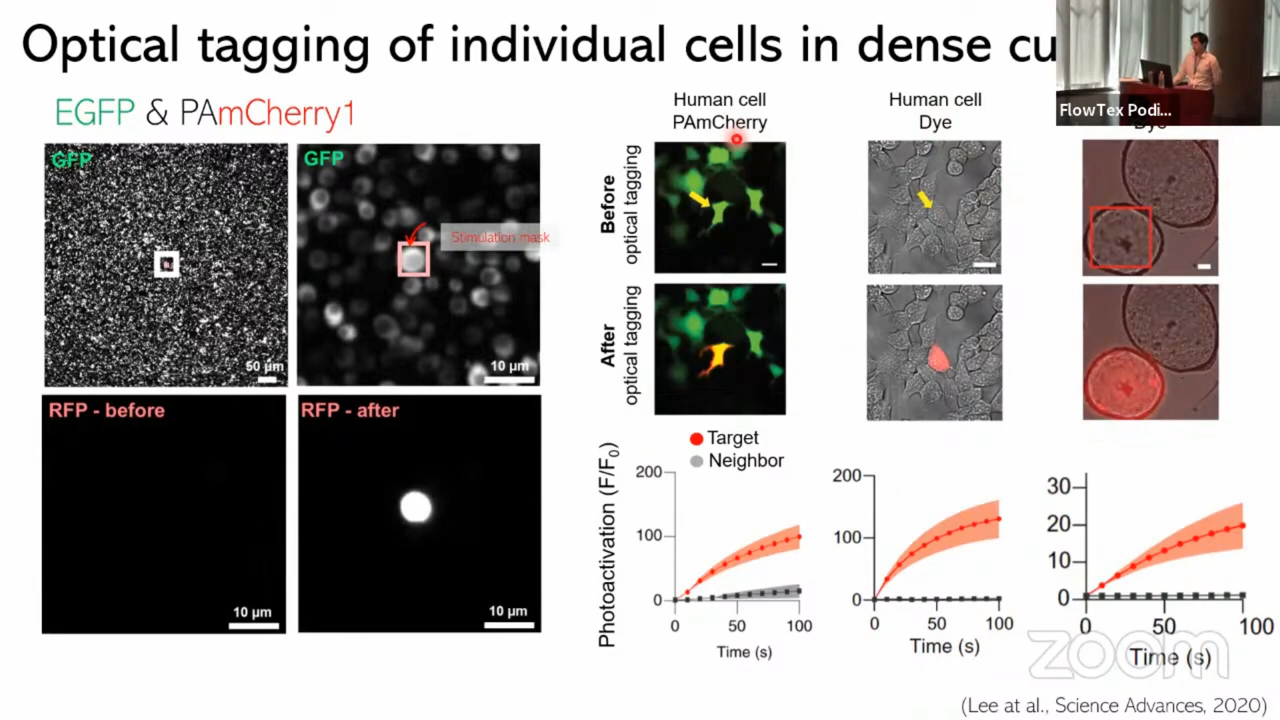 Optical tagging of individual cells in dense cu
FlowTex Podi...
EGFP & PAmCherry1
GFP
50 µm
GFP
Stimulation mask
10 µm
RFP - before
10 µm
RFP - after
10 µm
Human cell
PAmCherry
Human cell
Dye
Dye
Before
optical tagging
After
optical tagging
Target
Neighbor
Photoactivation (F/F0)
200
100
0
0 50 100
Time (s)
200
100
0
0 50 100
Time (s)
30
20
10
0
0 50 100
Time (s)
zoom
(Lee at al., Science Advances, 2020)